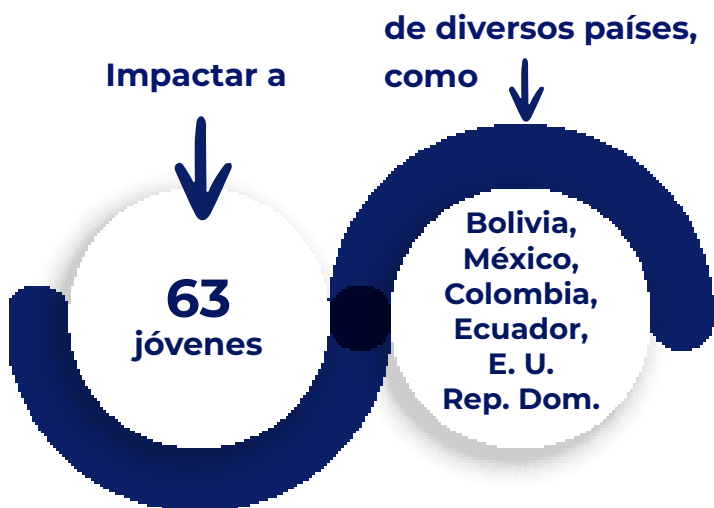 Impactar a
63
jóvenes
de diversos países,
como
Bolivia,
México,
Colombia,
Ecuador,
E. U.
Rep. Dom.